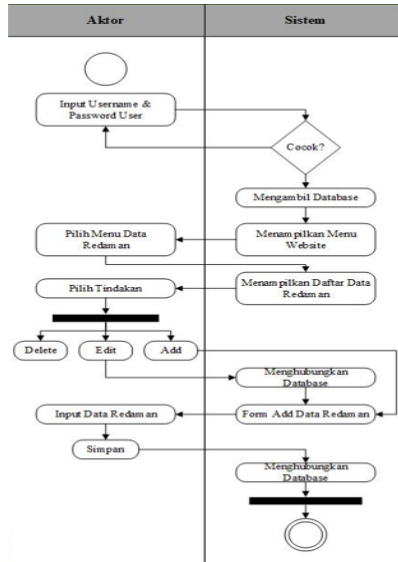 Aktor
Sistem
Input Username &
Password User
Cocok?
Mengambil Database
Pilih Menu Data
Redaman
Menampilkan Menu
Website
Menampilkan Daftar Data
Redaman
Pilih Tindakan
Delete
Edit
Add
Menghubungkan
Database
Input Data Redaman
Form Add Data Redaman
Simpan
Menghubungkan
Database